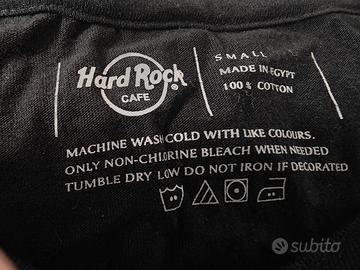 Hard Rock
CAFE
SMALL
MADE IN EGYPT
100% COTTON
MACHINE WASH COLD WITH LIKE COLOURS.
ONLY NON-CHLORINE BLEACH WHEN NEEDED
TUMBLE DRY LOW DO NOT IRON IF DECORATED
subito